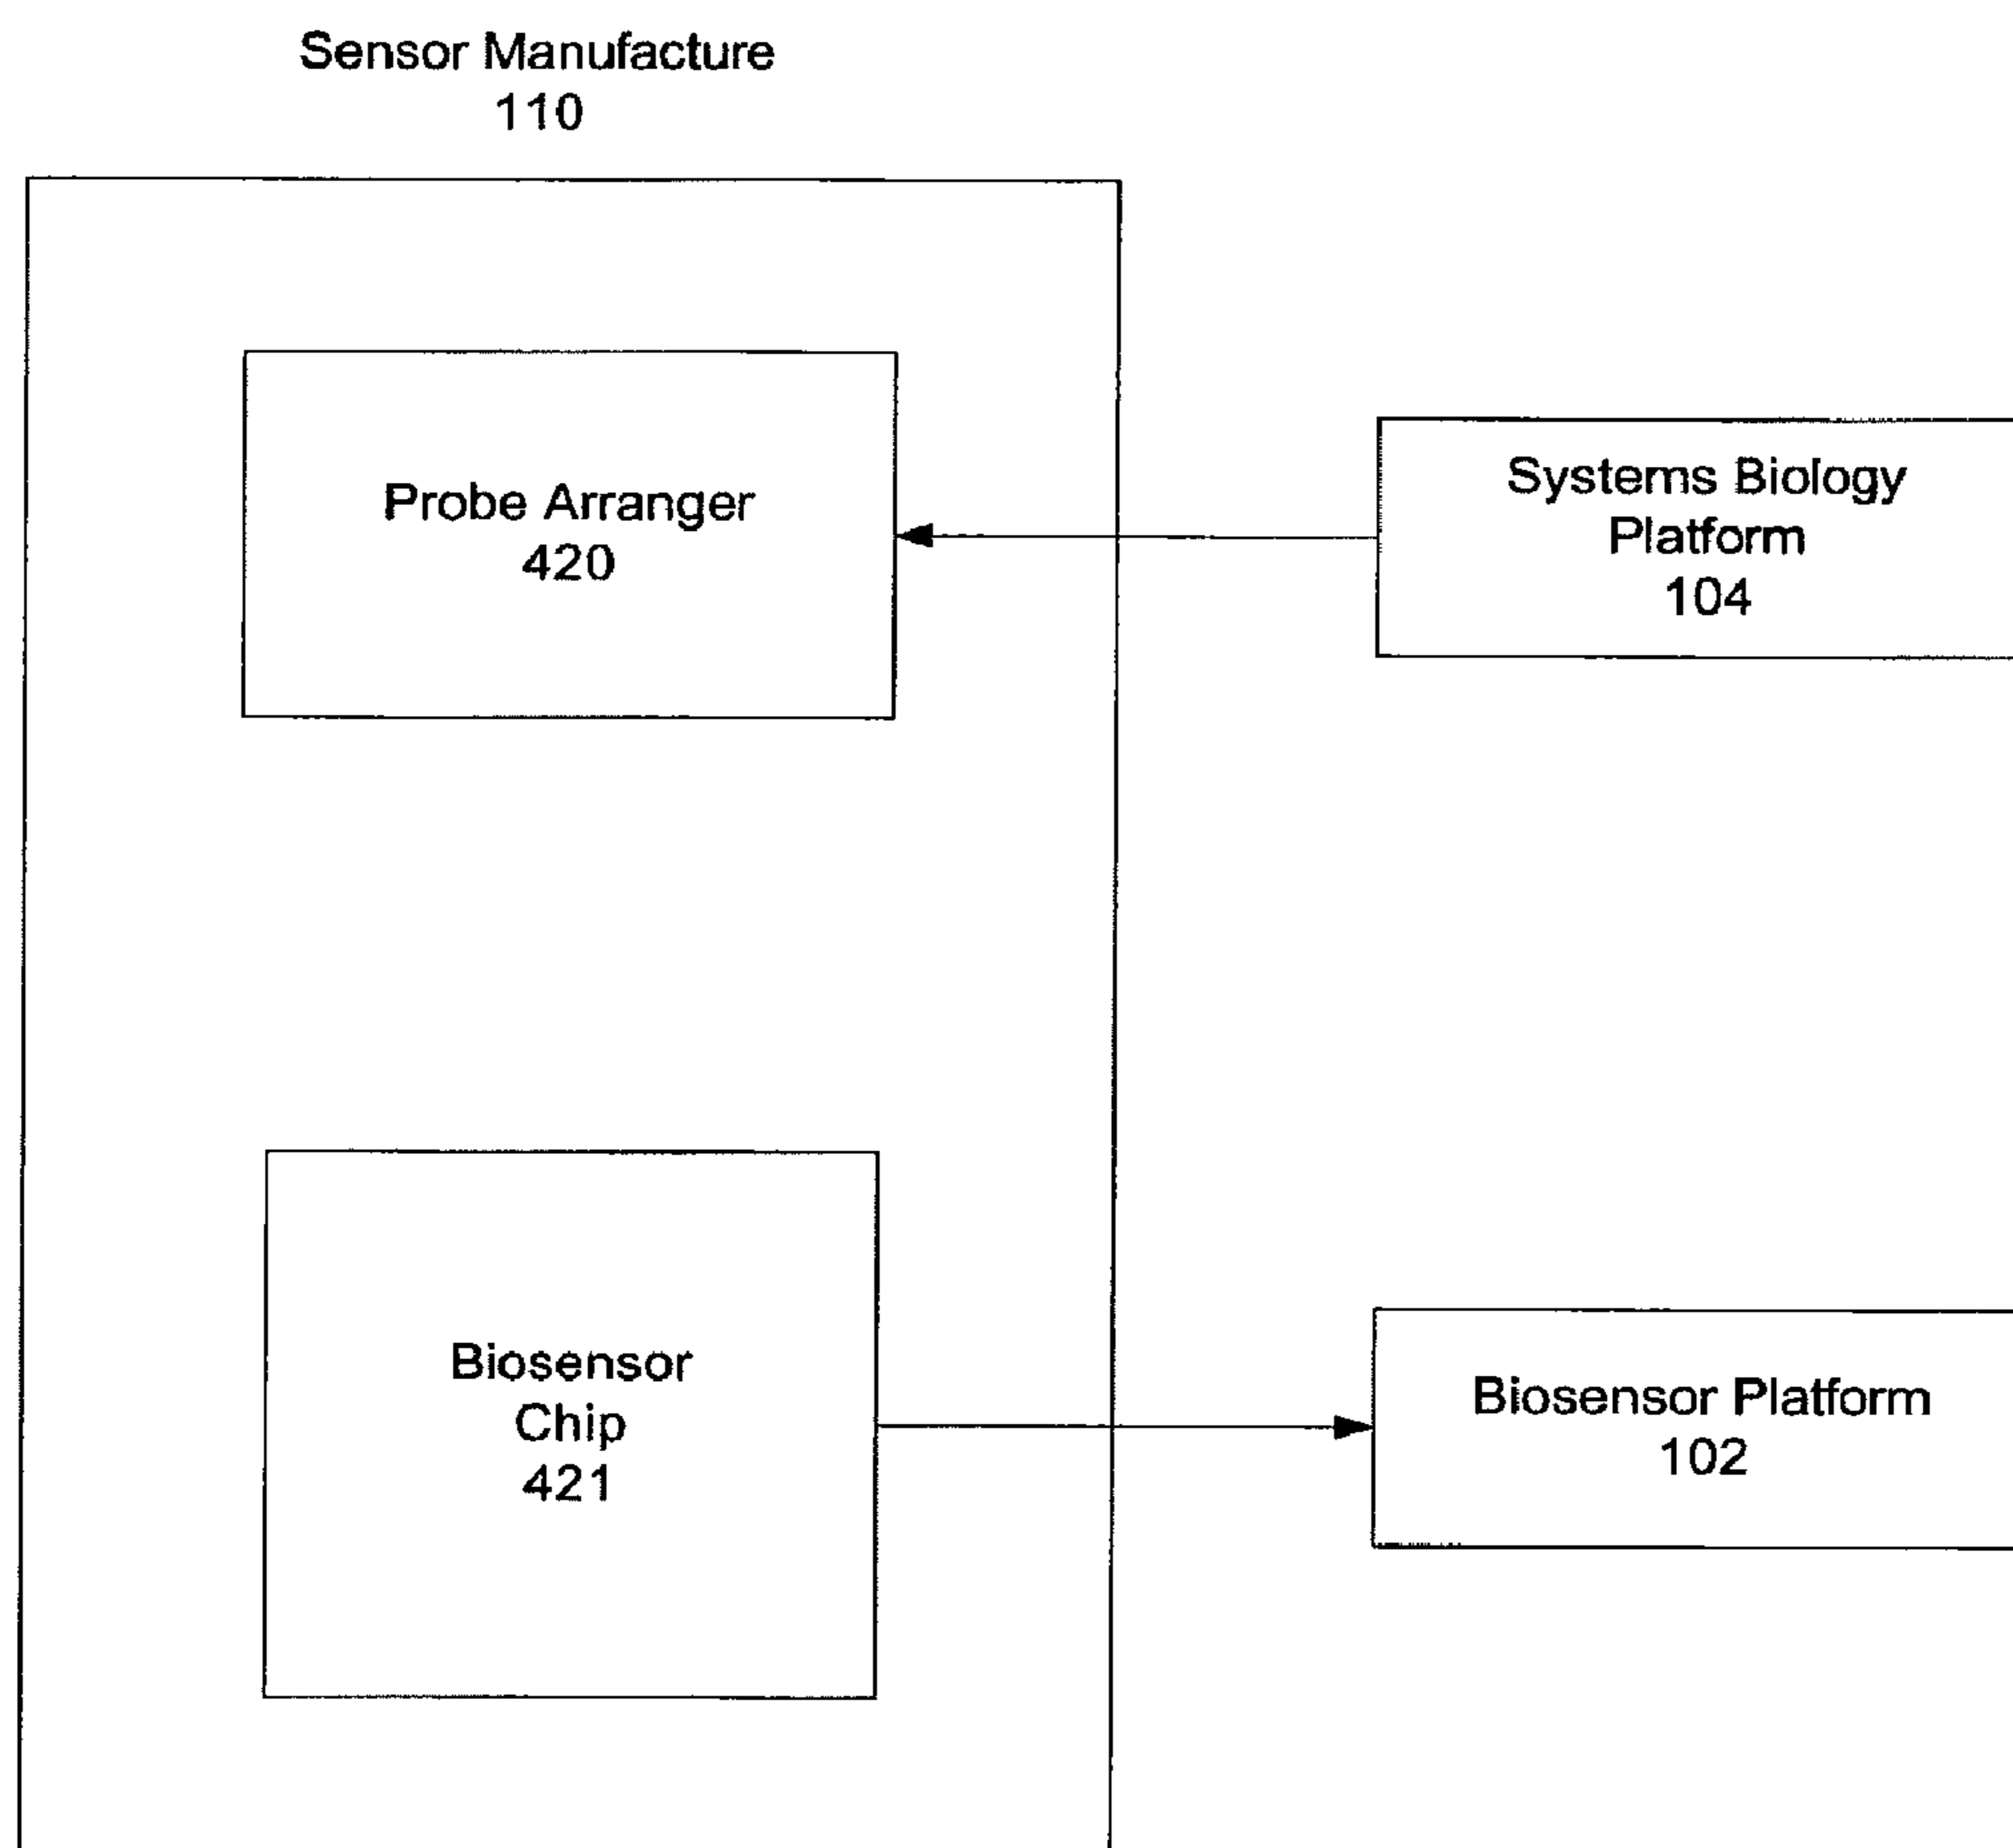 Sensor Manufacture
110
Probe Arranger
420
Systems Biology
Platform
104
Biosensor
Chip
421
Biosensor Platform
102